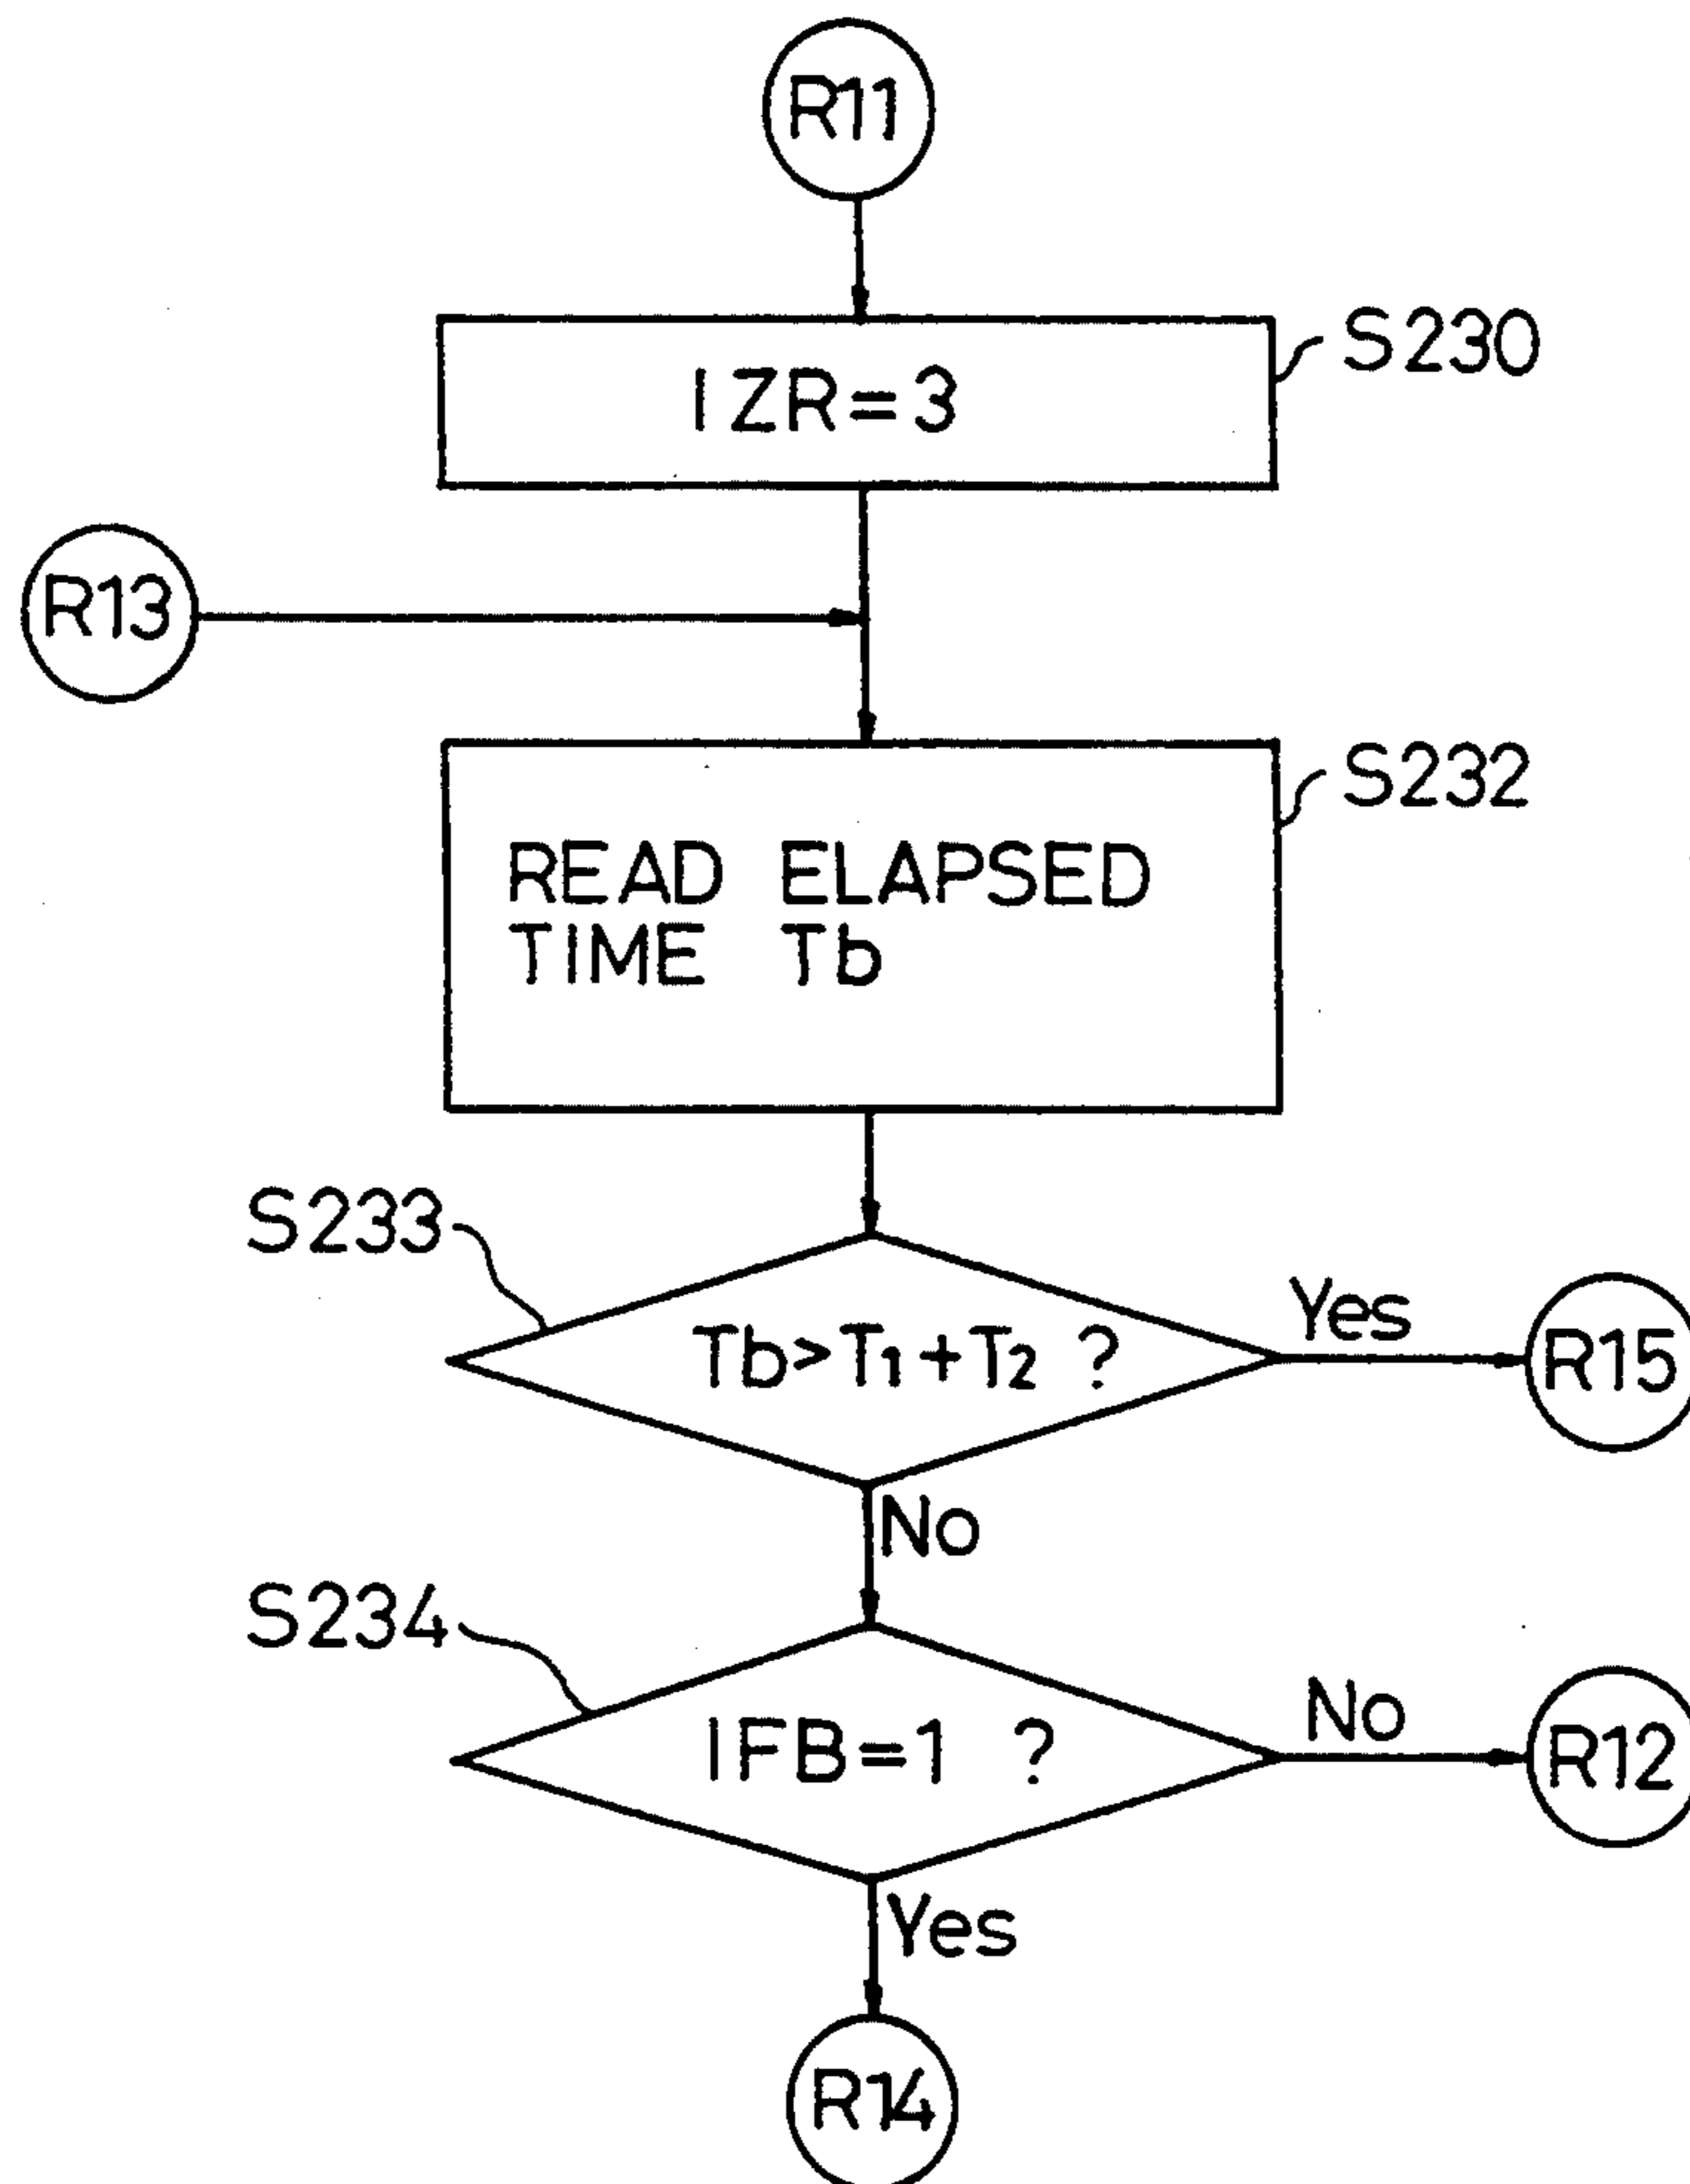 R11
IZR=3
S230
R13
S232
READ ELAPSED
TIME Tb
S233
Tb>T₁+T₂ ?
Yes
R15
No
S234
IFB=1 ?
No
R12
Yes
R14